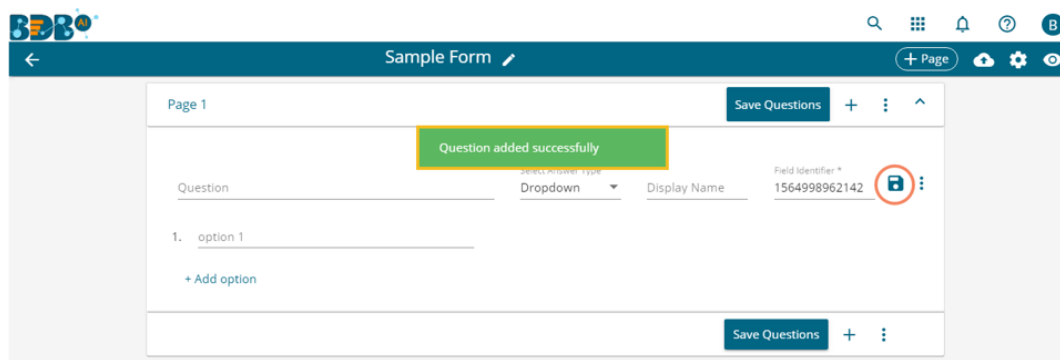 BDB AI
B
Sample Form
+ Page
Page 1
Save Questions
Question added successfully
Select Answer Type
Field Identifier *
Question
Dropdown
Display Name
1564998962142
1. option 1
+ Add option
Save Questions